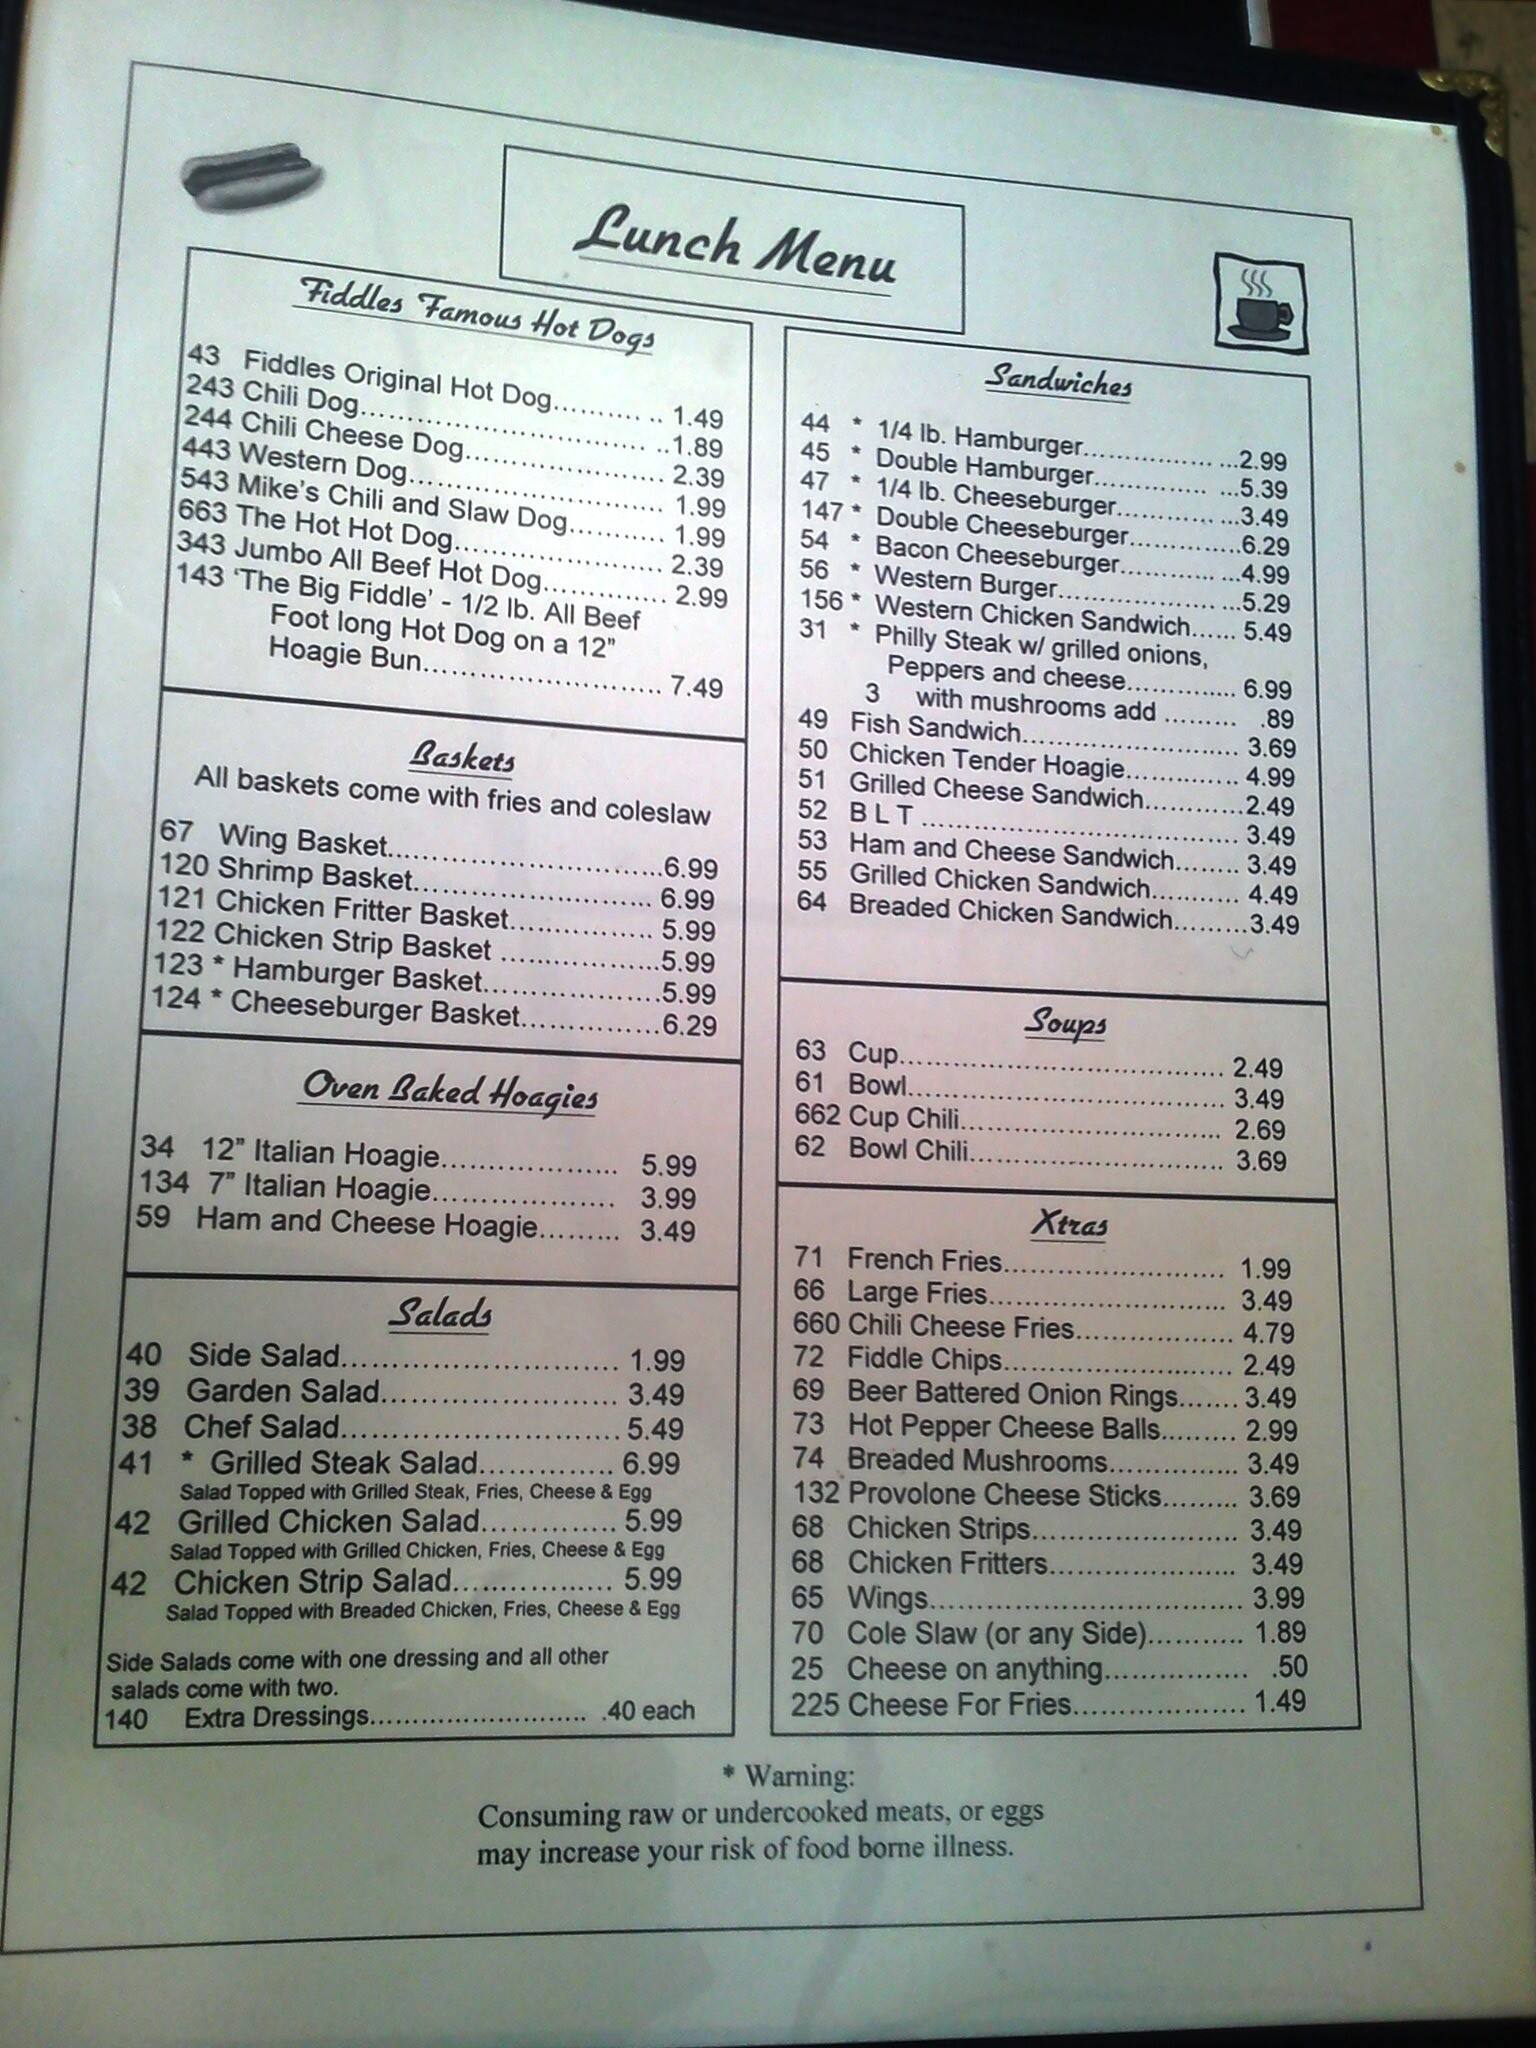 Lunch Menu
Fiddles Famous Hot Dogs
43 Fiddles Original Hot Dog.......... .. 1.49
243 Chili Dog.................................. ..1.89
244 Chili Cheese Dog...................... 2.39
443 Western Dog............................ 1.99
543 Mike's Chili and Slaw Dog........... 1.99
663 The Hot Hot Dog....................... 2.39
343 Jumbo All Beef Hot Dog.............. 2.99
143 'The Big Fiddle' - 1/2 lb. All Beef
Foot long Hot Dog on a 12"
Hoagie Bun........................... 7.49
Baskets
All baskets come with fries and coleslaw
67 Wing Basket...............................6.99
120 Shrimp Basket........................... 6.99
121 Chicken Fritter Basket................ 5.99
122 Chicken Strip Basket ..................5.99
123 * Hamburger Basket....................5.99
124 * Cheeseburger Basket...............6.29
Oven Baked Hoagies
34 12" Italian Hoagie.................... 5.99
134 7" Italian Hoagie.................... 3.99
59 Ham and Cheese Hoagie......... 3.49
Salads
40 Side Salad.............................. 1.99
39 Garden Salad.......................... 3.49
38 Chef Salad..............................5.49
41 * Grilled Steak Salad.............. 6.99
Salad Topped with Grilled Steak, Fries, Cheese & Egg
42 Grilled Chicken Salad.............. 5.99
Salad Topped with Grilled Chicken, Fries, Cheese & Egg
42 Chicken Strip Salad................. 5.99
Salad Topped with Breaded Chicken, Fries, Cheese & Egg
Side Salads come with one dressing and all other
salads come with two.
140 Extra Dressings......................... .40 each
Sandwiches
44 * 1/4 lb. Hamburger................ ...2.99
45 * Double Hamburger.............. ...5.39
47 * 1/4 lb. Cheeseburger............ ...3.49
147 * Double Cheeseburger..............6.29
54 * Bacon Cheeseburger............ ...4.99
56 * Western Burger................... ...5.29
156 * Western Chicken Sandwich...... 5.49
31 * Philly Steak w/ grilled onions,
Peppers and cheese.............. 6.99
3 with mushrooms add ......... .89
49 Fish Sandwich........................... 3.69
50 Chicken Tender Hoagie.............. 4.99
51 Grilled Cheese Sandwich............2.49
52 B L T ....................................... 3.49
53 Ham and Cheese Sandwich........ 3.49
55 Grilled Chicken Sandwich........... 4.49
64 Breaded Chicken Sandwich.........3.49
Soups
63 Cup........................................ 2.49
61 Bowl....................................... 3.49
662 Cup Chili................................ 2.69
62 Bowl Chili............................... 3.69
Xtras
71 French Fries........................... 1.99
66 Large Fries............................. 3.49
660 Chili Cheese Fries.................. 4.79
72 Fiddle Chips........................... 2.49
69 Beer Battered Onion Rings....... 3.49
73 Hot Pepper Cheese Balls......... 2.99
74 Breaded Mushrooms............... 3.49
132 Provolone Cheese Sticks......... 3.69
68 Chicken Strips........................ 3.49
68 Chicken Fritters...................... 3.49
65 Wings.................................... 3.99
70 Cole Slaw (or any Side)........... 1.89
25 Cheese on anything................. .50
225 Cheese For Fries.................... 1.49
* Warning:
Consuming raw or undercooked meats, or eggs
may increase your risk of food borne illness.